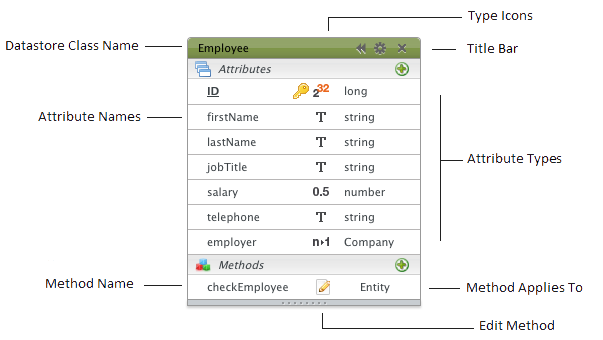 Type Icons
Datastore Class Name
Employee
Title Bar
Attributes
ID 2^32 long
Attribute Names
firstName T string
lastName T string
Attribute Types
jobTitle T string
salary 0.5 number
telephone T string
employer n▸1 Company
Methods
Method Name
checkEmployee Entity
Method Applies To
Edit Method